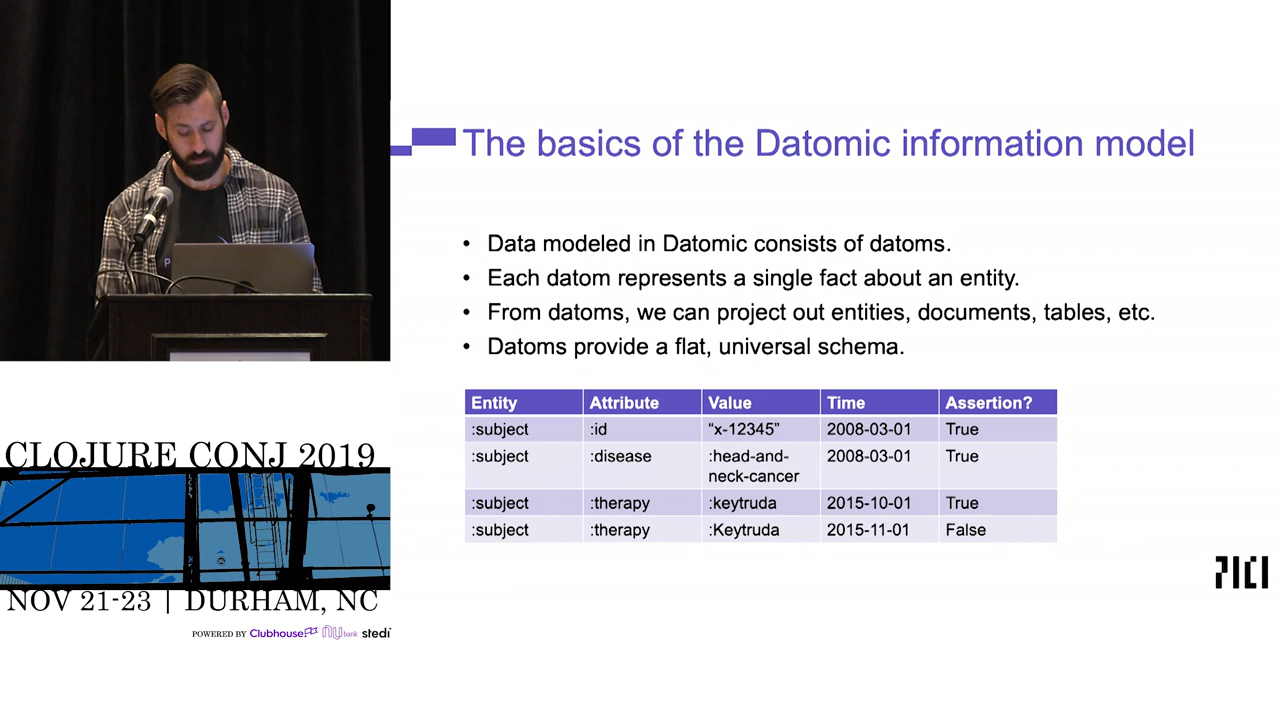 The basics of the Datomic information model
• Data modeled in Datomic consists of datoms.
• Each datom represents a single fact about an entity.
• From datoms, we can project out entities, documents, tables, etc.
• Datoms provide a flat, universal schema.
Entity Attribute Value Time Assertion?
:subject :id “x-12345” 2008-03-01 True
:subject :disease :head-and-
neck-cancer 2008-03-01 True
:subject :therapy :keytruda 2015-10-01 True
:subject :therapy :Keytruda 2015-11-01 False
PICI
CLOJURE CONJ 2019
NOV 21-23 | DURHAM, NC
POWERED BY Clubhouse nu bank stedi